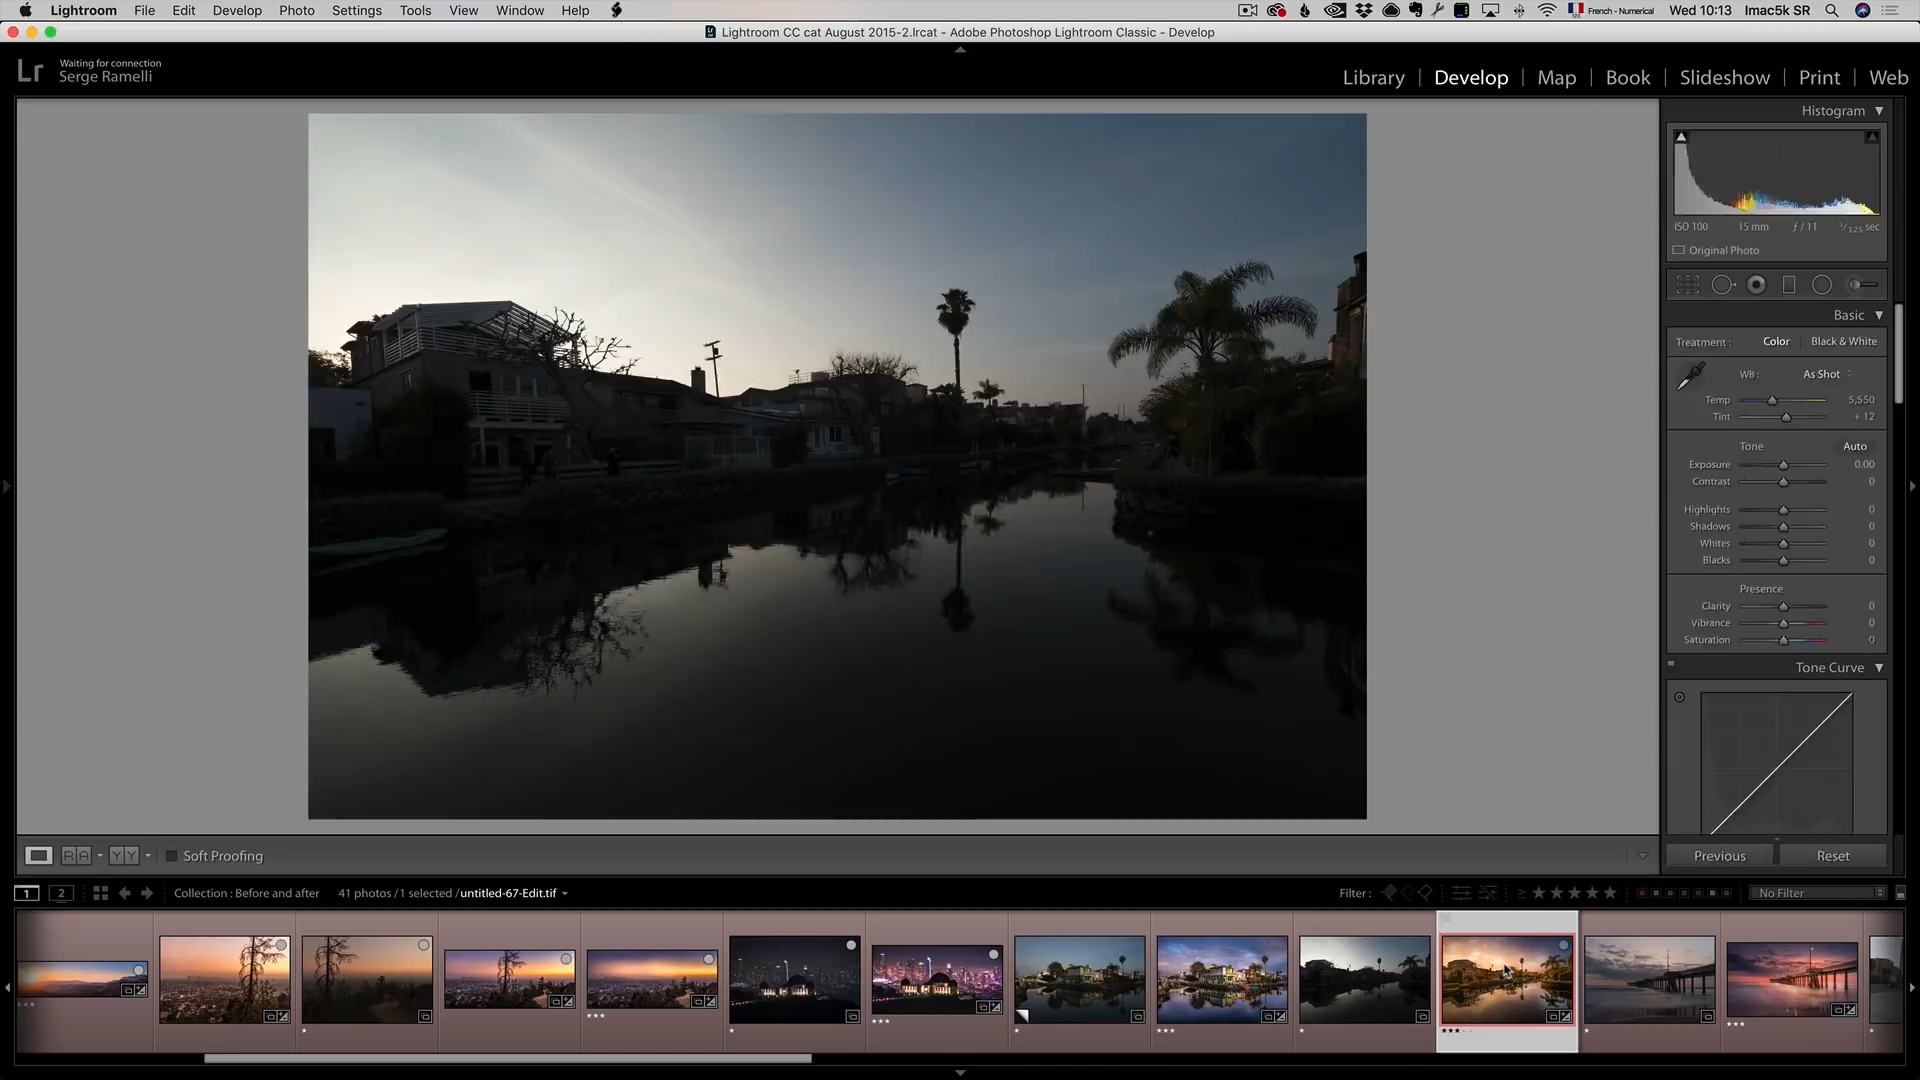 Lightroom File Edit Develop Photo Settings Tools View Window Help French - Numerical Wed 10:13 Imac5k SR
Lightroom CC cat August 2015-2.lrcat - Adobe Photoshop Lightroom Classic - Develop
Lr Waiting for connection
Serge Ramelli
Library | Develop | Map | Book | Slideshow | Print | Web
Histogram
ISO 100 15 mm ƒ / 11 1/125 sec
Original Photo
Basic
Treatment : Color | Black & White
WB : As Shot
Temp 5,550
Tint + 12
Tone Auto
Exposure 0.00
Contrast 0
Highlights 0
Shadows 0
Whites 0
Blacks 0
Presence
Clarity 0
Vibrance 0
Saturation 0
Tone Curve
R A Y Y Soft Proofing
Previous Reset
1 2 Collection : Before and after 41 photos / 1 selected / untitled-67-Edit.tif Filter : ≥ ★ ★ ★ ★ ★ No Filter